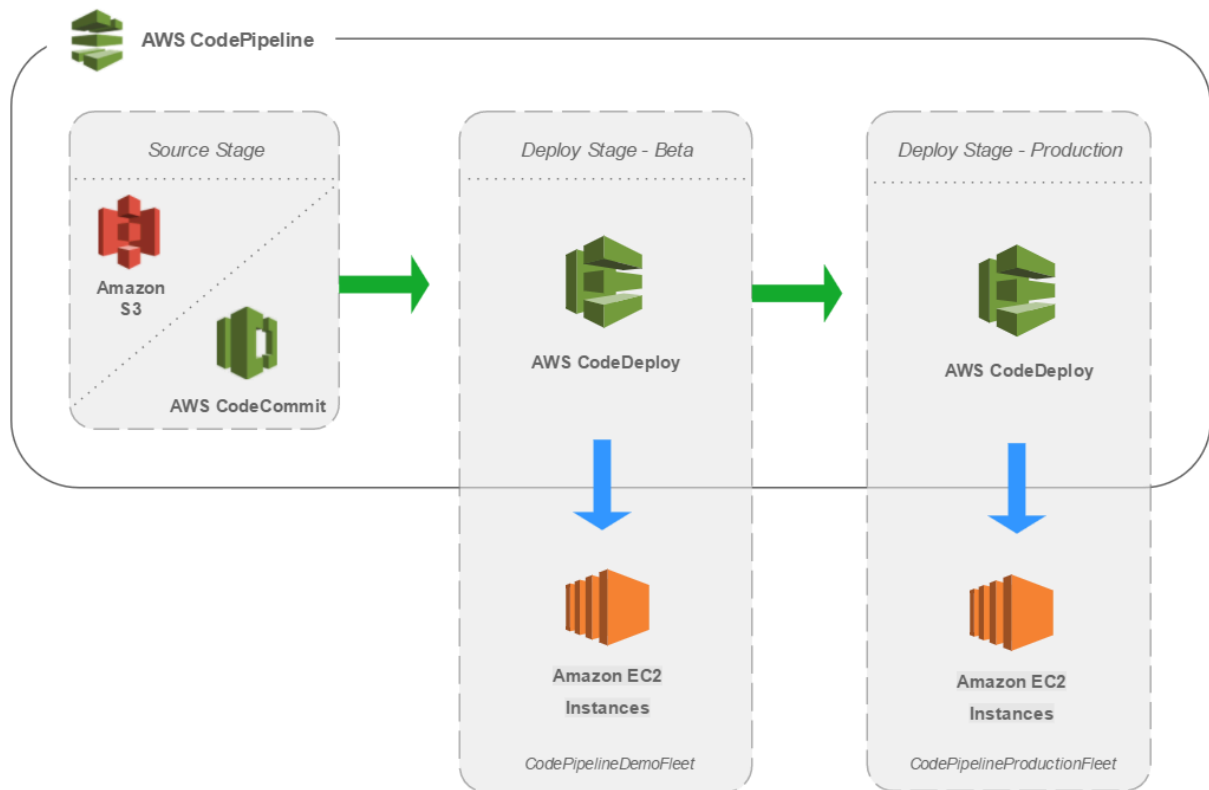 AWS CodePipeline
Source Stage
Amazon
S3
AWS CodeCommit
Deploy Stage - Beta
AWS CodeDeploy
Amazon EC2
Instances
CodePipelineDemoFleet
Deploy Stage - Production
AWS CodeDeploy
Amazon EC2
Instances
CodePipelineProductionFleet